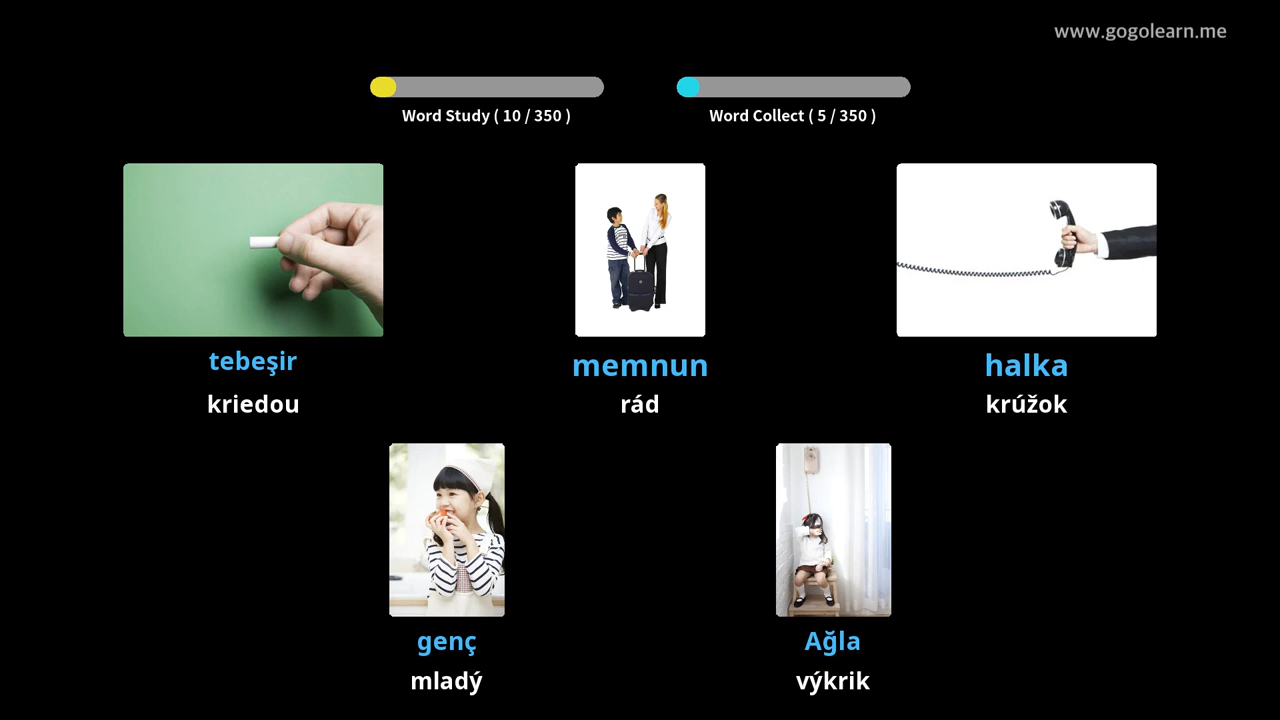 www.gogolearn.me
Word Study ( 10 / 350 )
Word Collect ( 5 / 350 )
tebeşir
kriedou
memnun
rád
halka
krúžok
genç
mladý
Ağla
výkrik